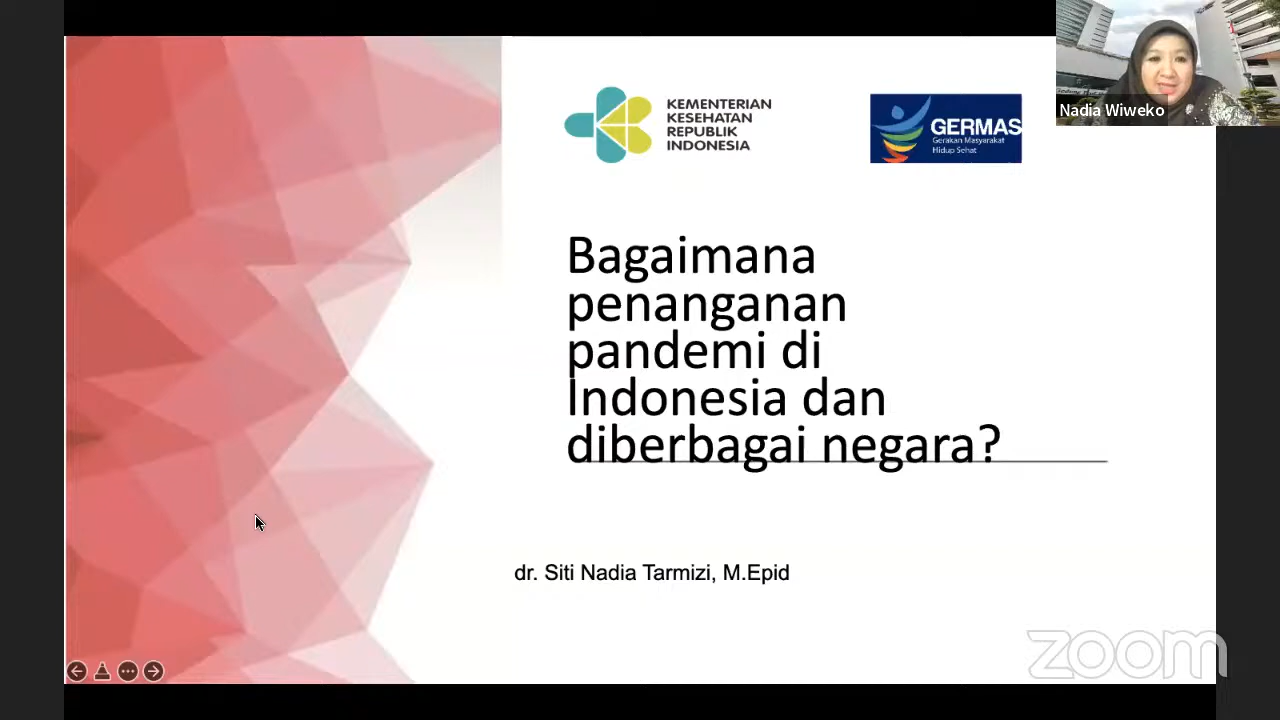 Nadia Wiweko
KEMENTERIAN
KESEHATAN
REPUBLIK
INDONESIA
GERMAS
Gerakan Masyarakat
Hidup Sehat
Bagaimana
penanganan
pandemi di
Indonesia dan
diberbagai negara?
dr. Siti Nadia Tarmizi, M.Epid
zoom